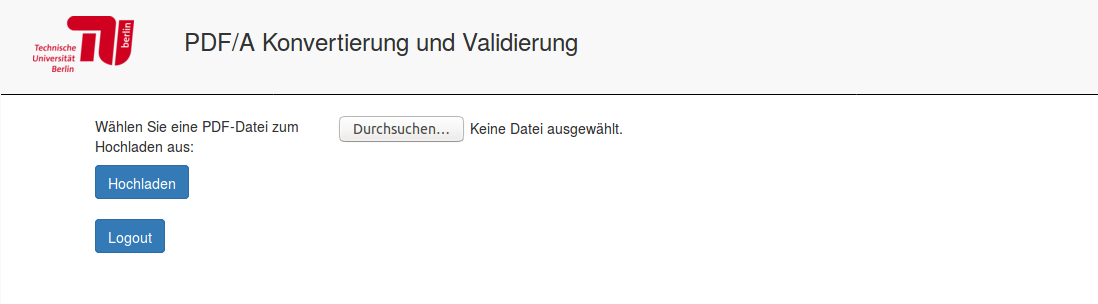 Technische
Universität
Berlin
berlin
PDF/A Konvertierung und Validierung
Wählen Sie eine PDF-Datei zum
Hochladen aus:
Durchsuchen... Keine Datei ausgewählt.
Hochladen
Logout